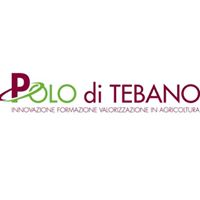 POLO di TEBANO
INNOVAZIONE FORMAZIONE VALORIZZAZIONE IN AGRICOLTURA